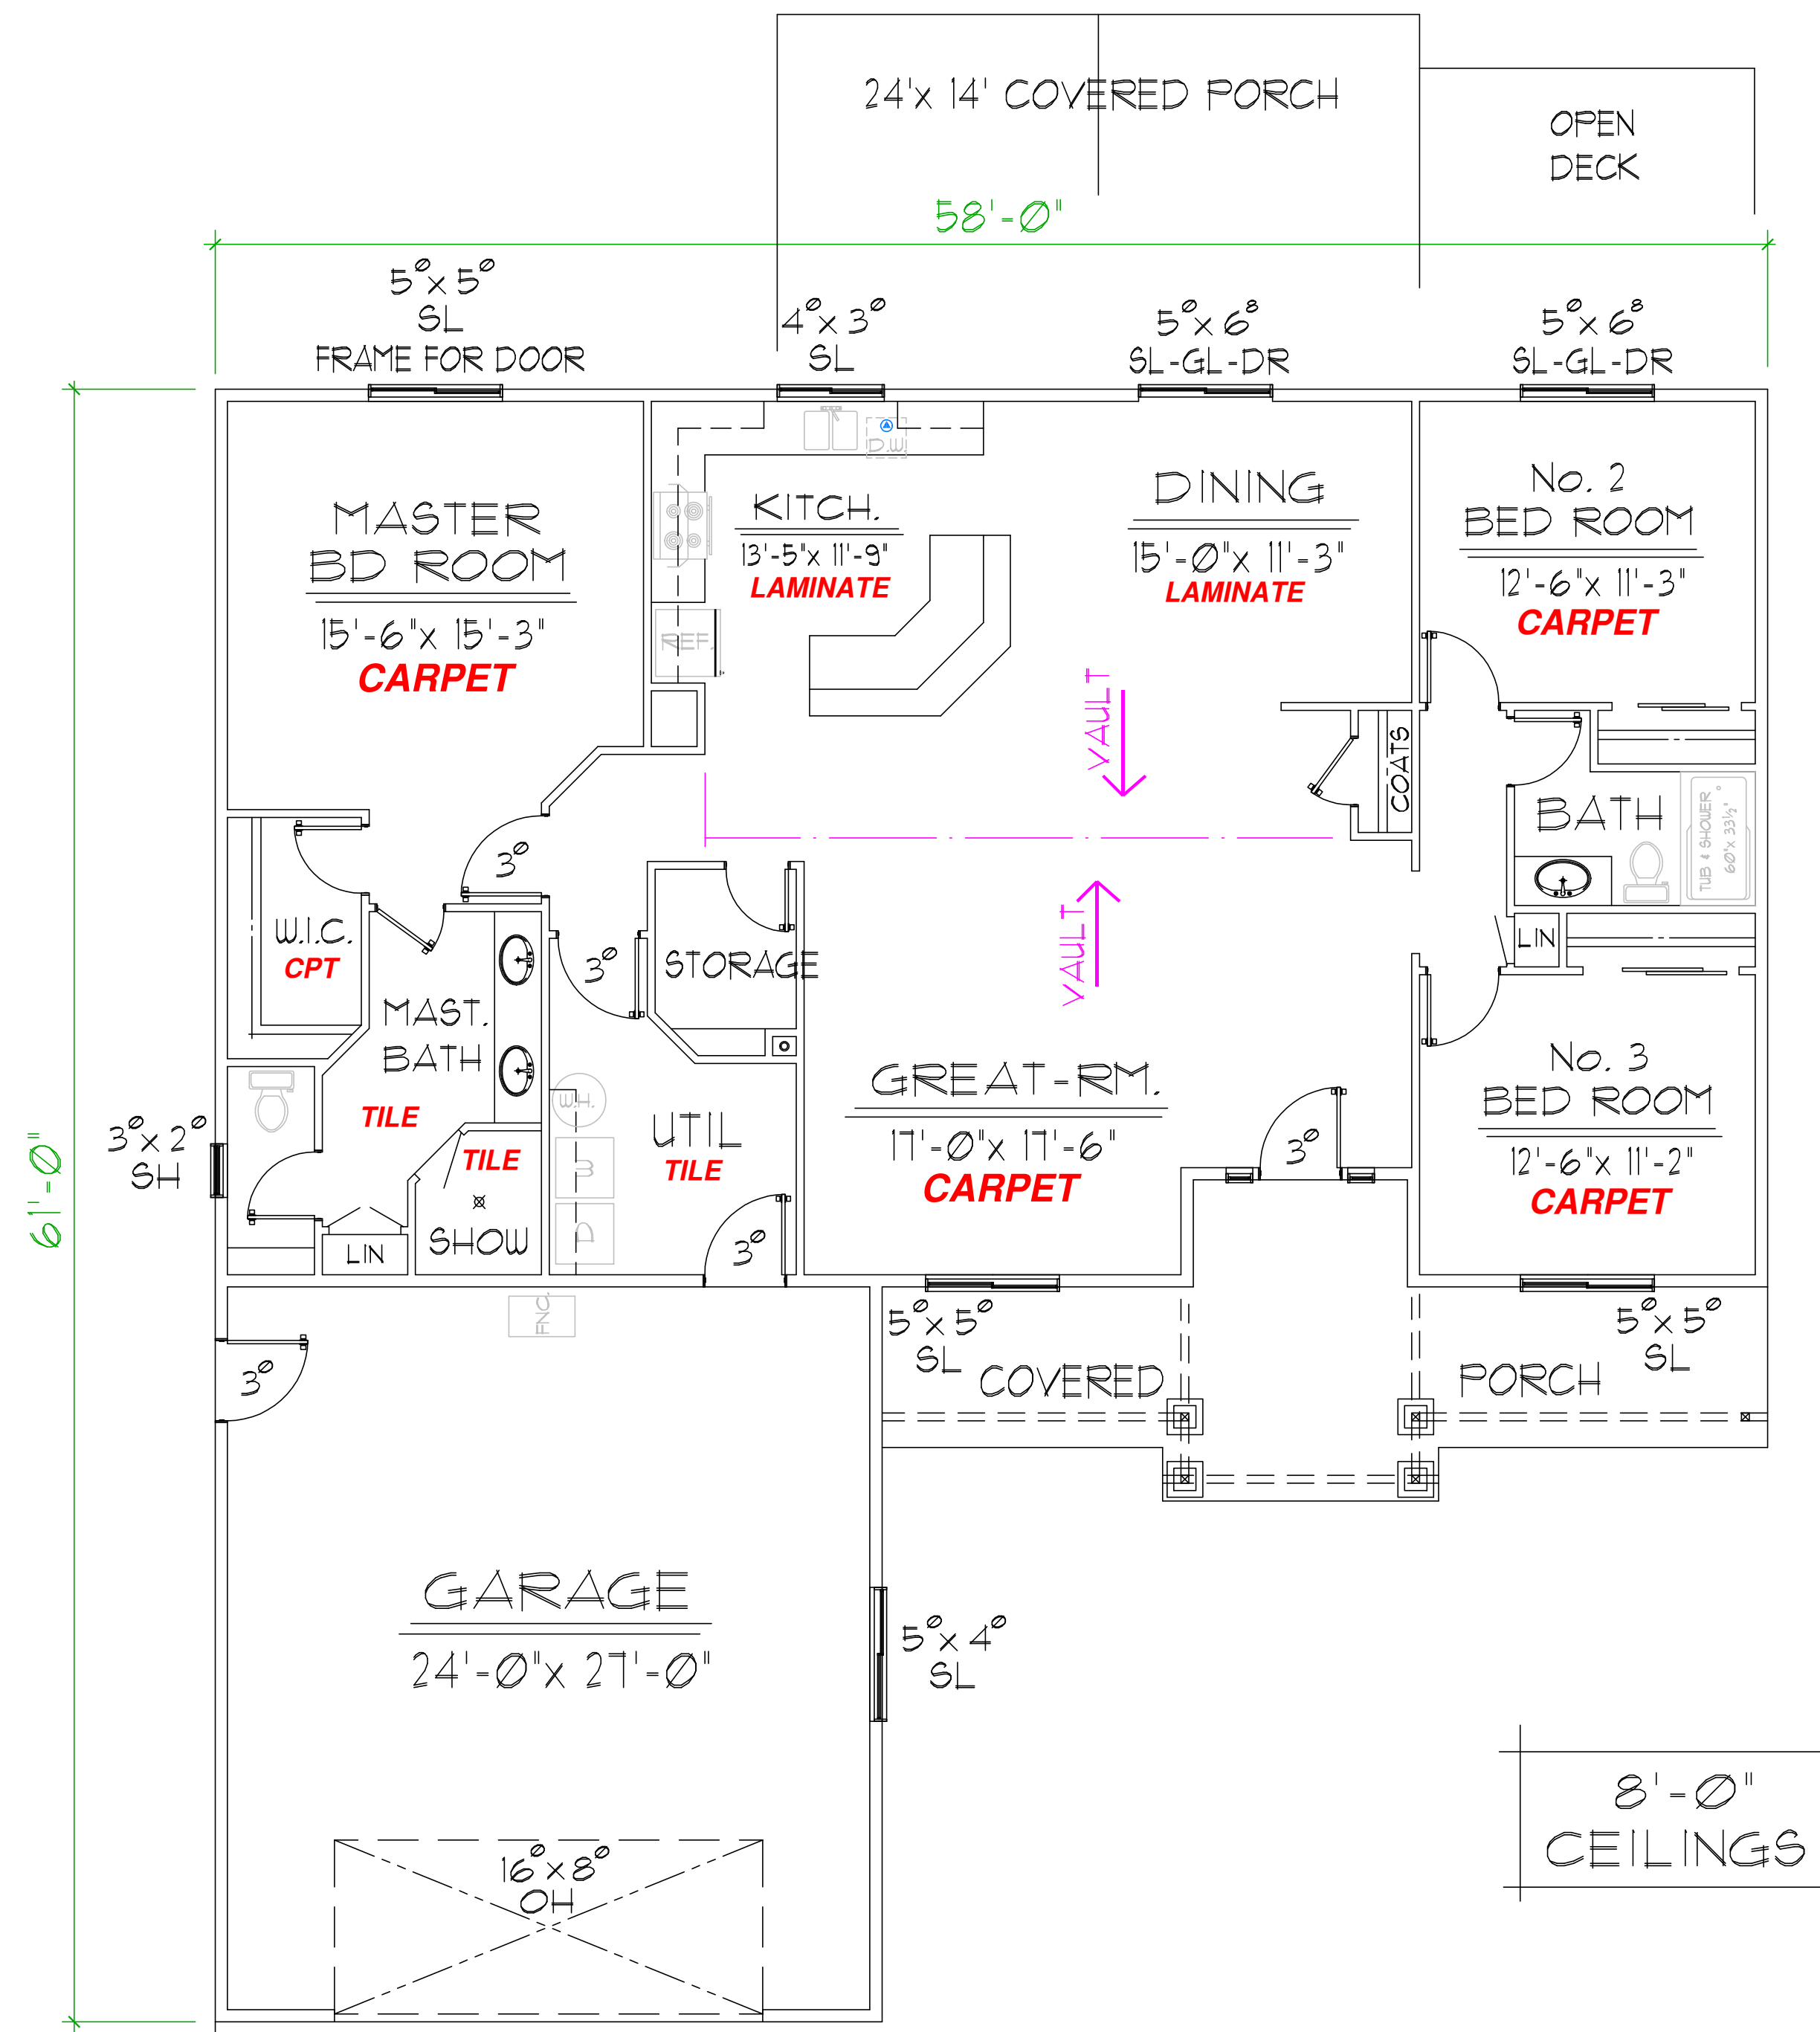 24'x 14' COVERED PORCH
OPEN
DECK
58'-0"
5⁰x 5⁰
SL
FRAME FOR DOOR
4⁰x 3⁰
SL
5⁰x 6⁸
SL-GL-DR
5⁰x 6⁸
SL-GL-DR
MASTER
BD ROOM
15'-6"x 15'-3"
CARPET
D.W.
KITCH.
13'-5"x 11'-9"
LAMINATE
REF.
DINING
15'-0"x 11'-3"
LAMINATE
No. 2
BED ROOM
12'-6"x 11'-3"
CARPET
VAULT
COATS
BATH
TUB & SHOWER
60"x 33½"
3⁰
W.I.C.
CPT
3⁰
STORAGE
VAULT
LIN
MAST.
BATH
TILE
W.H.
UTIL
TILE
GREAT-RM.
17'-0"x 17'-6"
CARPET
3⁰
No. 3
BED ROOM
12'-6"x 11'-2"
CARPET
3⁰x 2⁰
SH
61'-0"
TILE
SHOW
LIN
W
D
3⁰
FNC.
3⁰
5⁰x 5⁰
SL
COVERED
PORCH
5⁰x 5⁰
SL
GARAGE
24'-0"x 27'-0"
5⁰x 4⁰
SL
16⁰x8⁰
OH
8'-0"
CEILINGS